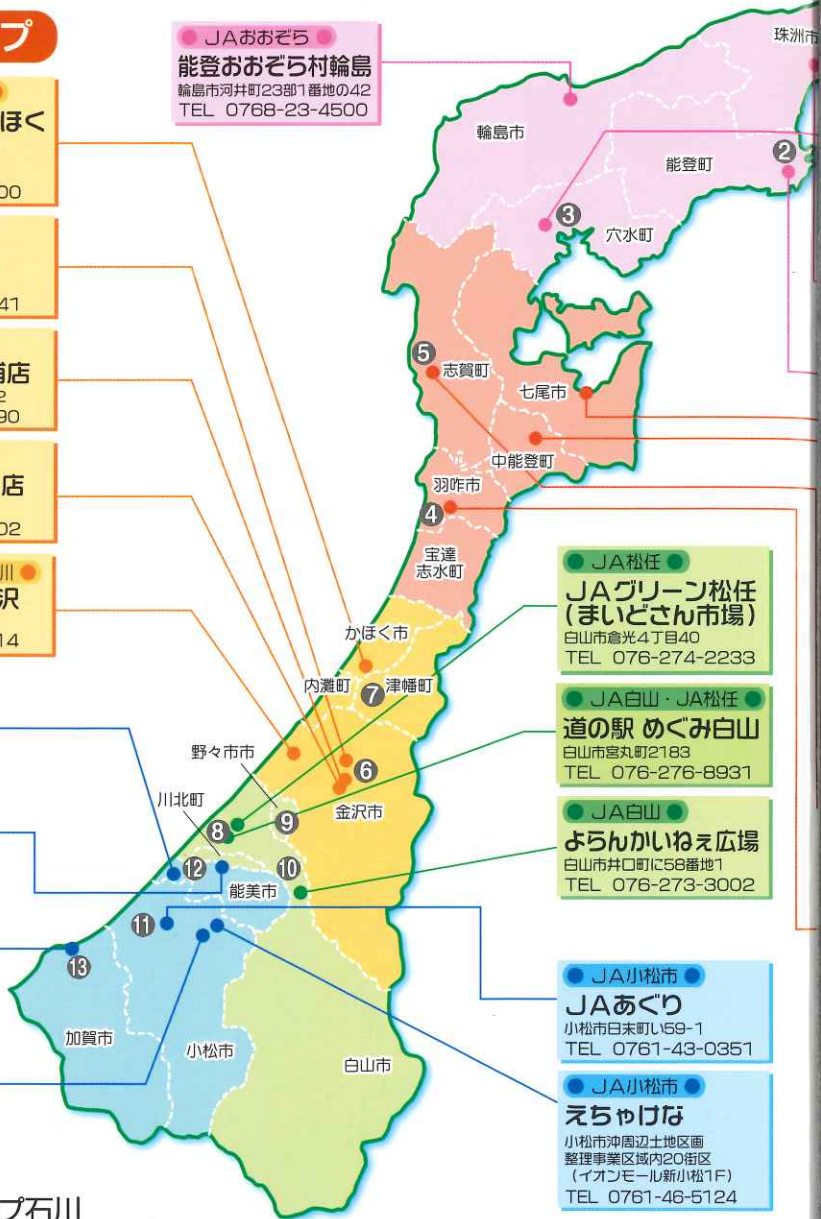 プ
ほく
00
41
店
2
90
店
02
川
沢
14
JAおおぞら
能登おおぞら村輪島
輪島市河井町23部1番地の42
TEL 0768-23-4500
珠洲市
輪島市
能登町
2
3
穴水町
5
志賀町
七尾市
中能登町
羽咋市
4
宝達
志水町
かほく市
内灘町
7
津幡町
野々市市
6
川北町
金沢市
8
9
12
10
能美市
11
13
加賀市
小松市
白山市
JA松任
JAグリーン松任
(まいどさん市場)
白山市倉光4丁目40
TEL 076-274-2233
JA白山・JA松任
道の駅 めぐみ白山
白山市宮丸町2183
TEL 076-276-8931
JA白山
よらんかいねぇ広場
白山市井口町に58番地1
TEL 076-273-3002
JA小松市
JAあぐり
小松市日末町い59-1
TEL 0761-43-0351
JA小松市
えちゃけな
小松市沖周辺土地区画
整理事業区域内20街区
(イオンモール新小松1F)
TEL 0761-46-5124
プ石川